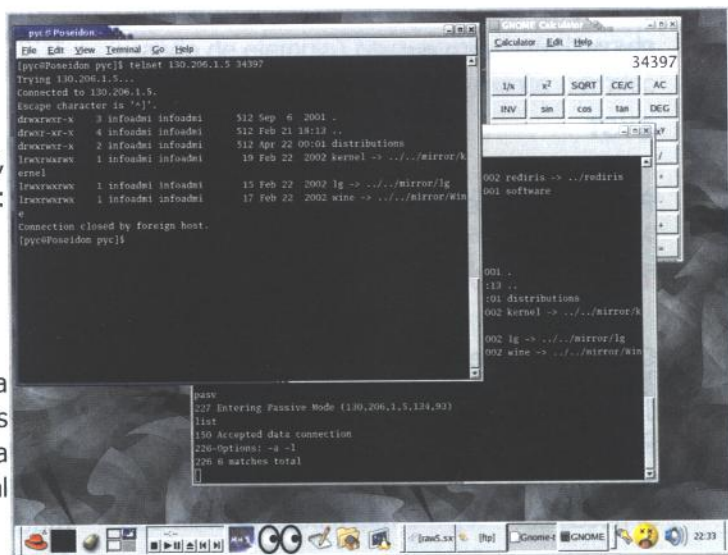 pyc@Poseidon:~
File Edit View Terminal Go Help
[pyc@Poseidon pyc]$ telnet 130.206.1.5 34397
Trying 130.206.1.5...
Connected to 130.206.1.5.
Escape character is '^]'.
drwxrwxr-x 3 infoadmi infoadmi 512 Sep 6 2001 .
drwxr-xr-x 4 infoadmi infoadmi 512 Feb 21 18:13 ..
drwxrwxr-x 2 infoadmi infoadmi 512 Apr 22 00:01 distributions
lrwxrwxrwx 1 infoadmi infoadmi 19 Feb 22 2002 kernel -> ../../mirror/k
ernel
lrwxrwxrwx 1 infoadmi infoadmi 15 Feb 22 2002 lg -> ../../mirror/lg
lrwxrwxrwx 1 infoadmi infoadmi 17 Feb 22 2002 wine -> ../../mirror/Win
e
Connection closed by foreign host.
[pyc@Poseidon pyc]$
GNOME Calculator
Calculator Edit Help
34397
1/x x² SQRT CE/C AC
INV sin cos tan DEG
xY
/
*
-
+
=
002 rediris -> ../rediris
001 software
001 .
:13 ..
:01 distributions
002 kernel -> ../../mirror/k
002 lg -> ../../mirror/lg
002 wine -> ../../mirror/Win
pasv
227 Entering Passive Mode (130,206,1,5,134,93)
list
150 Accepted data connection
226-Options: -a -l
226 6 matches total
a
s
a
al
[raw5.sx
[ftp]
Gnome-t
GNOME
22:33